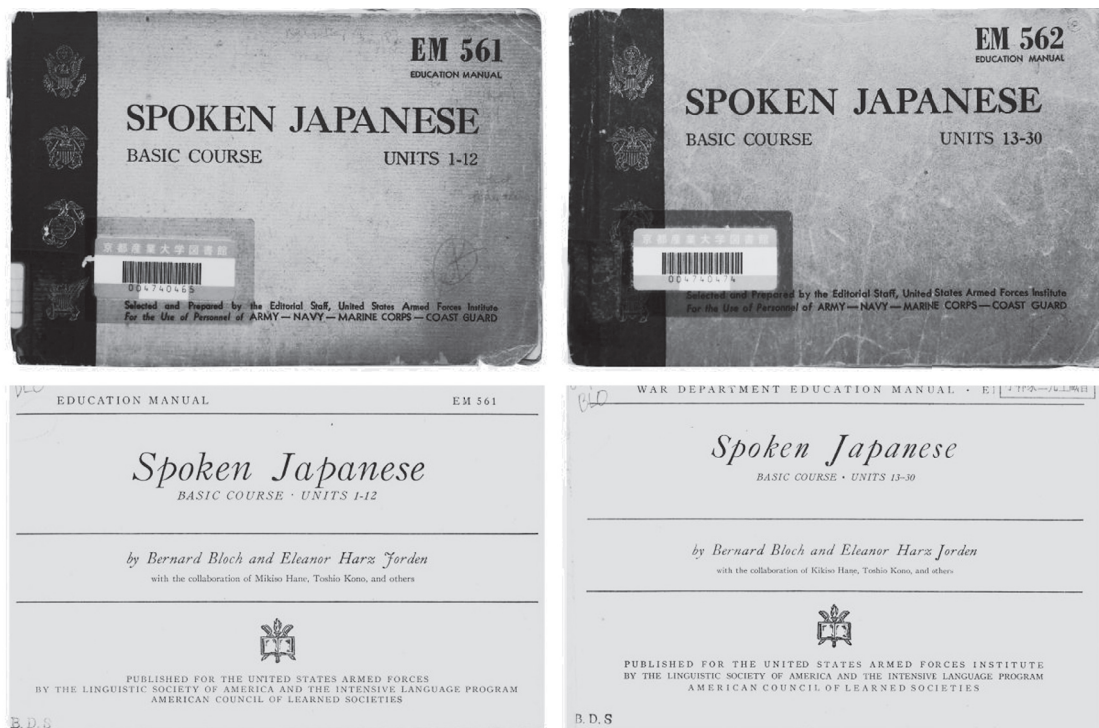 EM 561
EDUCATION MANUAL
SPOKEN JAPANESE
BASIC COURSE UNITS 1-12
京都産業大学図書館
004740465
Selected and Prepared by the Editorial Staff, United States Armed Forces Institute
For the Use of Personnel of ARMY — NAVY — MARINE CORPS — COAST GUARD
EM 562
EDUCATION MANUAL
SPOKEN JAPANESE
BASIC COURSE UNITS 13-30
京都産業大学図書館
004740474
Selected and Prepared by the Editorial Staff, United States Armed Forces Institute
For the Use of Personnel of ARMY — NAVY — MARINE CORPS — COAST GUARD
EDUCATION MANUAL EM 561
Spoken Japanese
BASIC COURSE · UNITS 1-12
by Bernard Bloch and Eleanor Harz Jorden
with the collaboration of Mikiso Hane, Toshio Kono, and others
PUBLISHED FOR THE UNITED STATES ARMED FORCES
BY THE LINGUISTIC SOCIETY OF AMERICA AND THE INTENSIVE LANGUAGE PROGRAM
AMERICAN COUNCIL OF LEARNED SOCIETIES
B. D. S
WAR DEPARTMENT EDUCATION MANUAL ·
BLO
Spoken Japanese
BASIC COURSE · UNITS 13-30
by Bernard Bloch and Eleanor Harz Jorden
with the collaboration of Kikiso Hane, Toshio Kono, and others
PUBLISHED FOR THE UNITED STATES ARMED FORCES INSTITUTE
BY THE LINGUISTIC SOCIETY OF AMERICA AND THE INTENSIVE LANGUAGE PROGRAM
AMERICAN COUNCIL OF LEARNED SOCIETIES
B. D. S